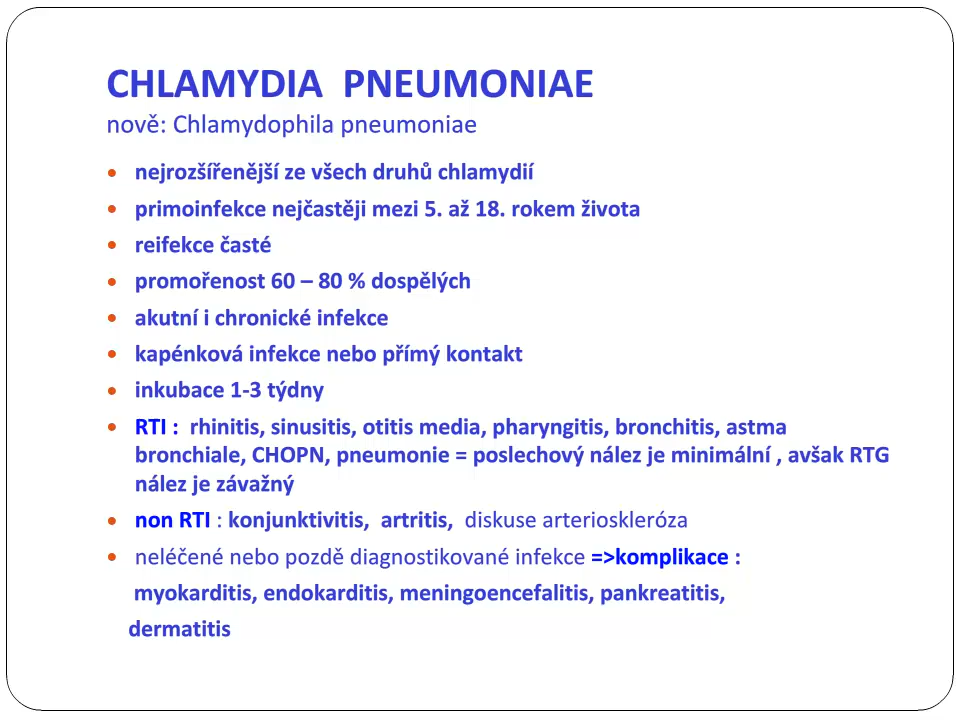 CHLAMYDIA PNEUMONIAE
nově: Chlamydophila pneumoniae
• nejrozšířenější ze všech druhů chlamydií
• primoinfekce nejčastěji mezi 5. až 18. rokem života
• reifekce časté
• promořenost 60 – 80 % dospělých
• akutní i chronické infekce
• kapénková infekce nebo přímý kontakt
• inkubace 1-3 týdny
• RTI : rhinitis, sinusitis, otitis media, pharyngitis, bronchitis, astma
bronchiale, CHOPN, pneumonie = poslechový nález je minimální , avšak RTG
nález je závažný
• non RTI : konjunktivitis, artritis, diskuse arterioskleróza
• neléčené nebo pozdě diagnostikované infekce =>komplikace :
myokarditis, endokarditis, meningoencefalitis, pankreatitis,
dermatitis